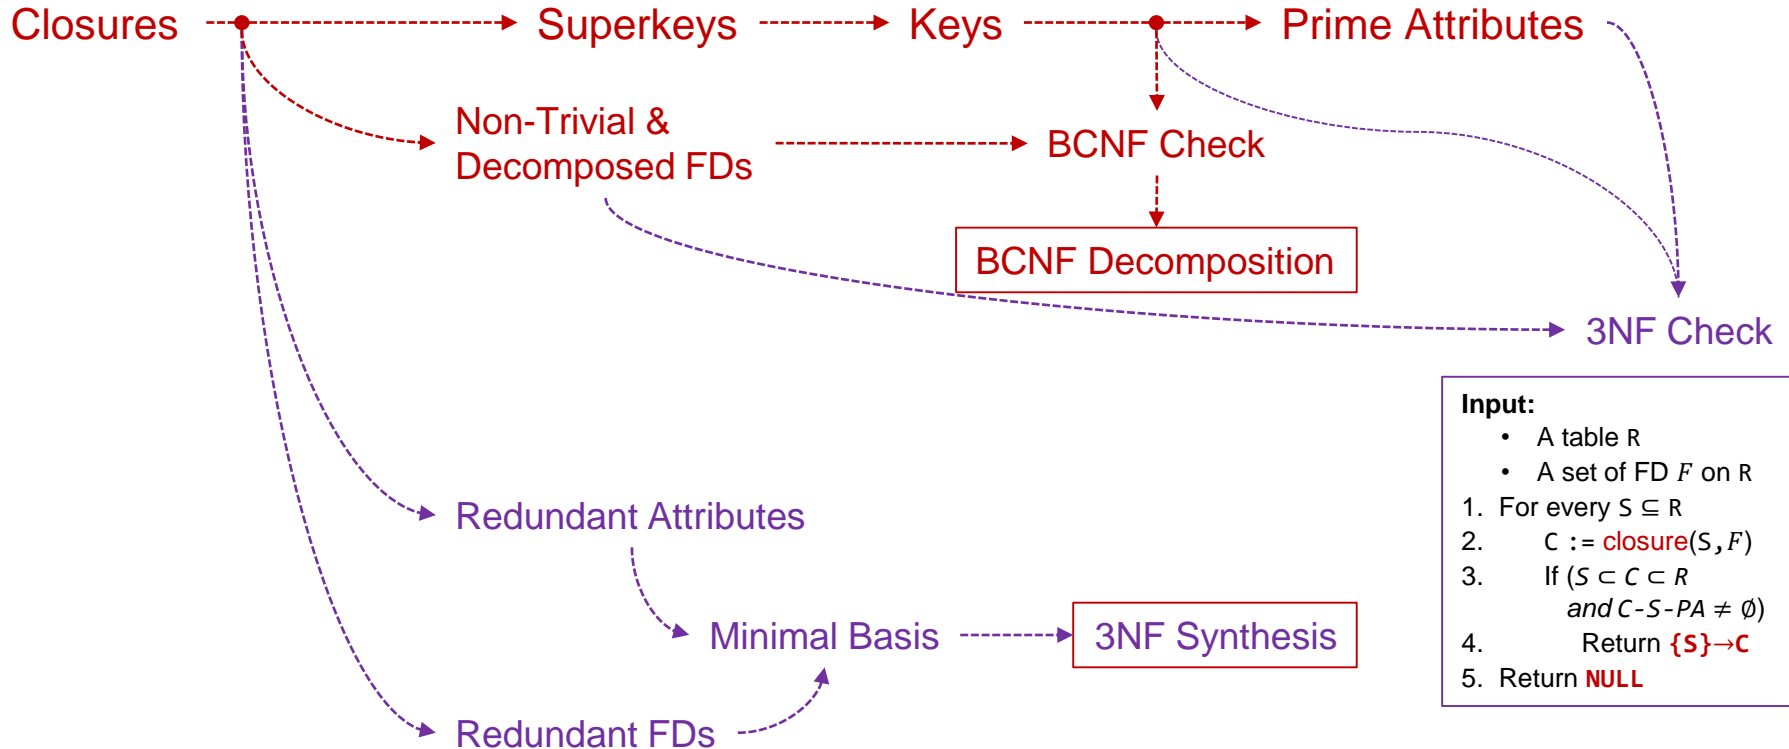 Closures
Superkeys
Keys
Prime Attributes
Non-Trivial &
Decomposed FDs
BCNF Check
BCNF Decomposition
3NF Check
Input:
• A table R
• A set of FD F on R
1. For every S ⊆ R
2. C := closure(S,F)
3. If (S ⊂ C ⊂ R
and C-S-PA ≠ ∅)
4. Return {S}→C
5. Return NULL
Redundant Attributes
Minimal Basis
3NF Synthesis
Redundant FDs